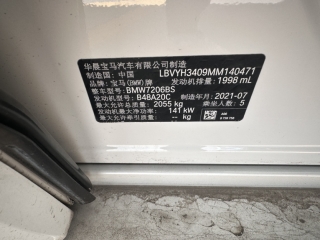 华晨宝马汽车有限公司制造
制造国：中国 LBVYH3409MM140471
品牌：宝马(BMW)牌 发动机排量：1998 mL
整车型号：BMW7206BS
发动机型号：B48A20C 制造年月：2021-07
最大允许总质量：2055 kg 乘坐人数：5
最大净功率：141 kW
最大允许牵引总质量：-- kg